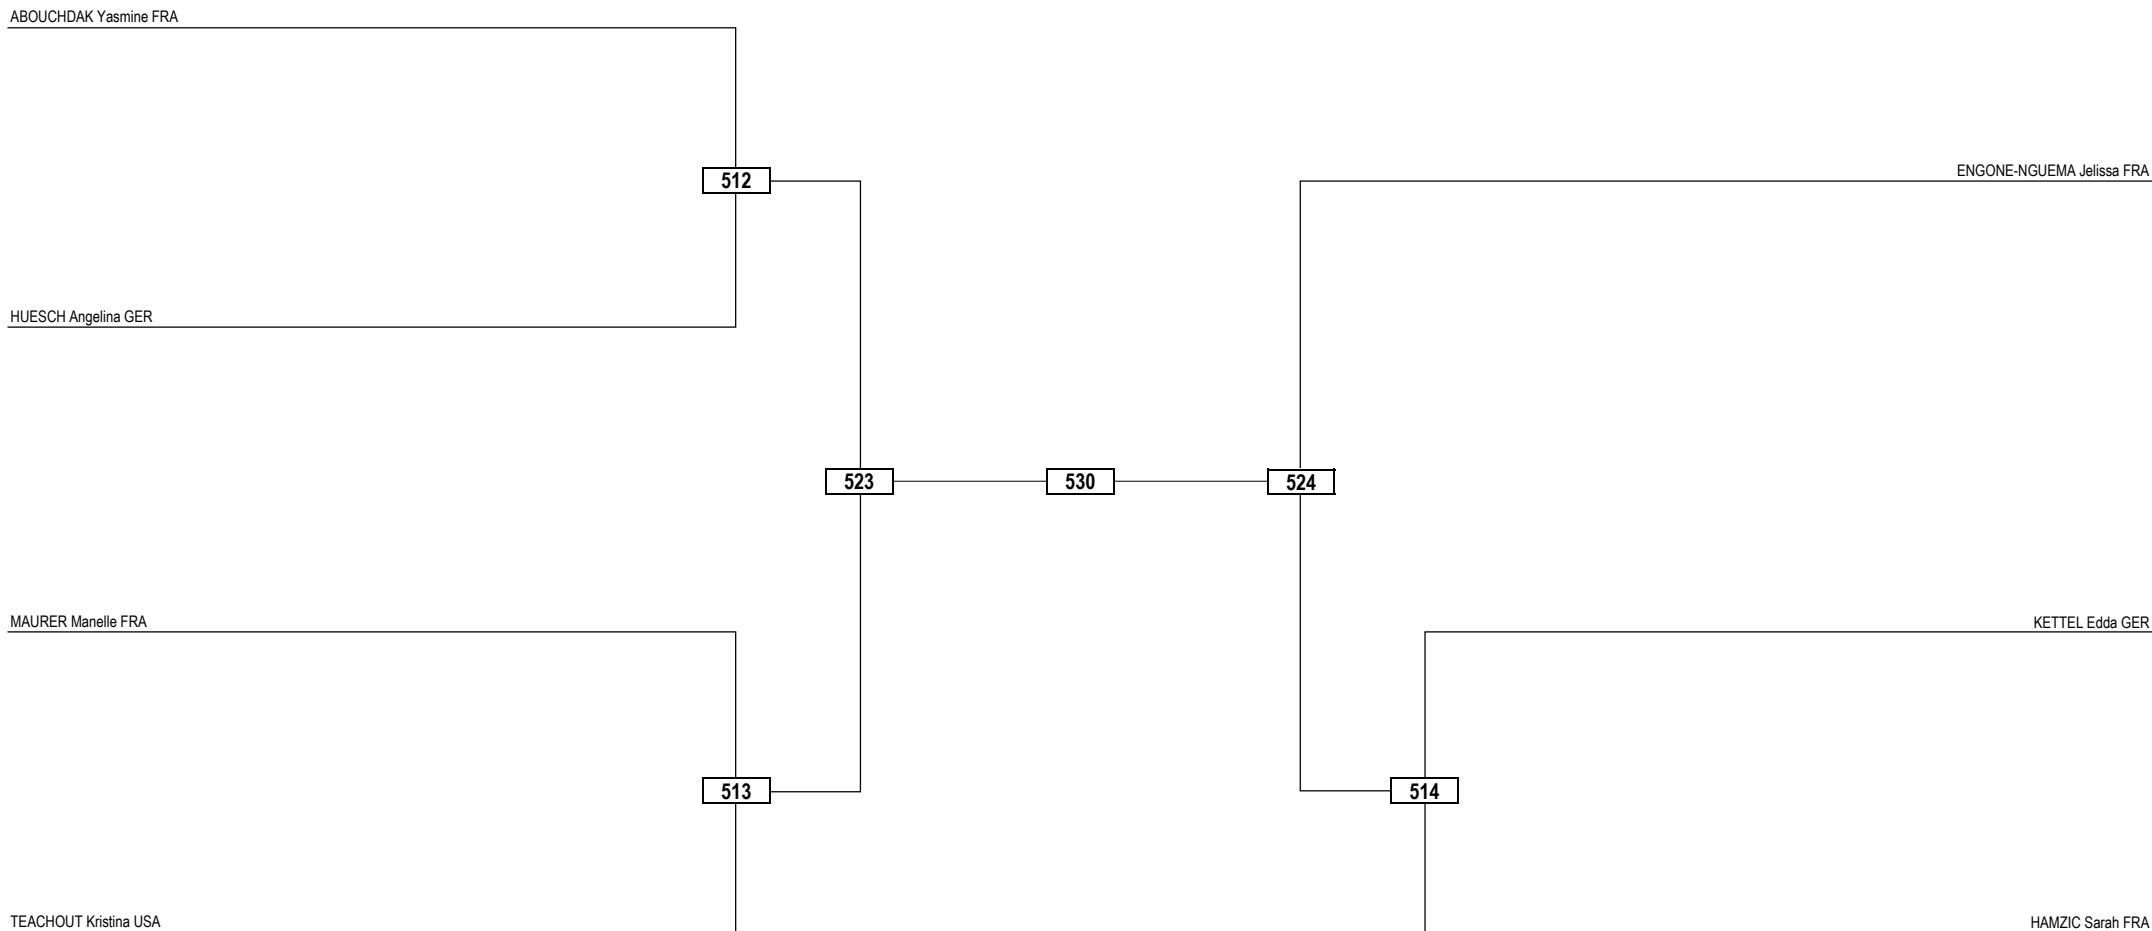 ABOUCHDAK Yasmine FRA
512
ENGONE-NGUEMA Jelissa FRA
HUESCH Angelina GER
523
530
524
MAURER Manelle FRA
KETTEL Edda GER
513
514
TEACHOUT Kristina USA
HAMZIC Sarah FRA